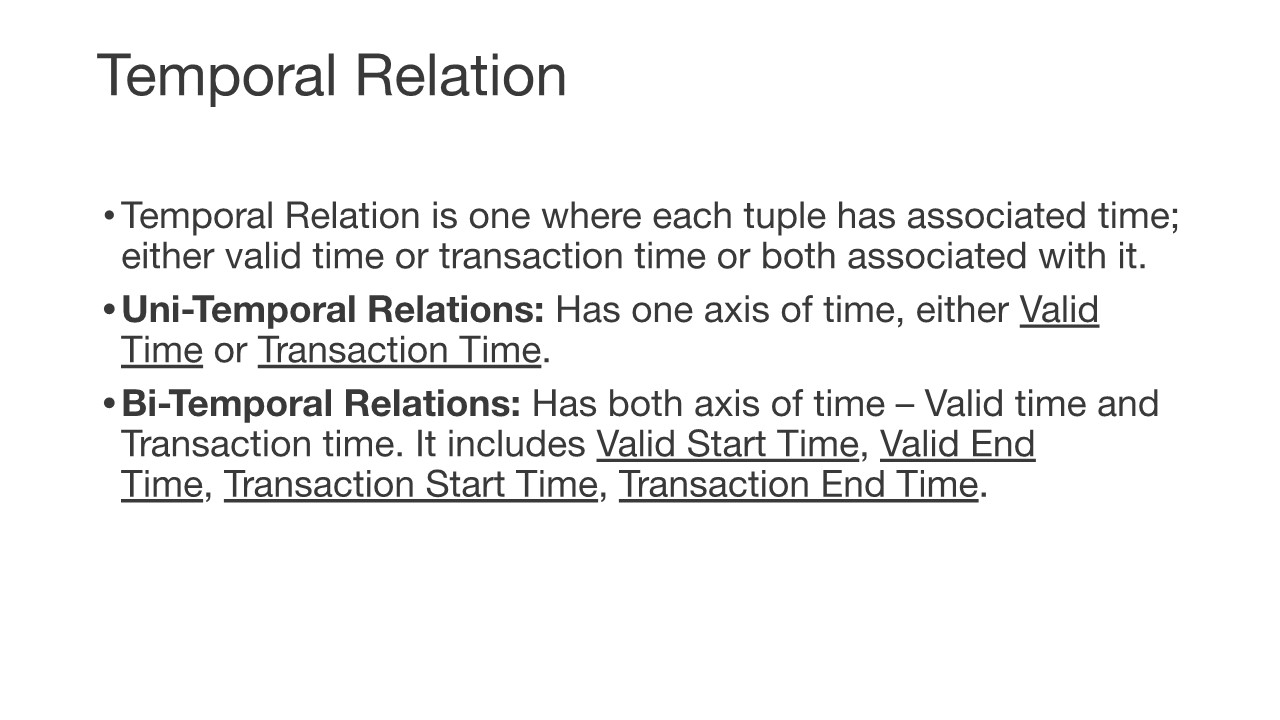 Temporal Relation
•Temporal Relation is one where each tuple has associated time;
either valid time or transaction time or both associated with it.
•Uni-Temporal Relations: Has one axis of time, either Valid
Time or Transaction Time.
•Bi-Temporal Relations: Has both axis of time – Valid time and
Transaction time. It includes Valid Start Time, Valid End
Time, Transaction Start Time, Transaction End Time.